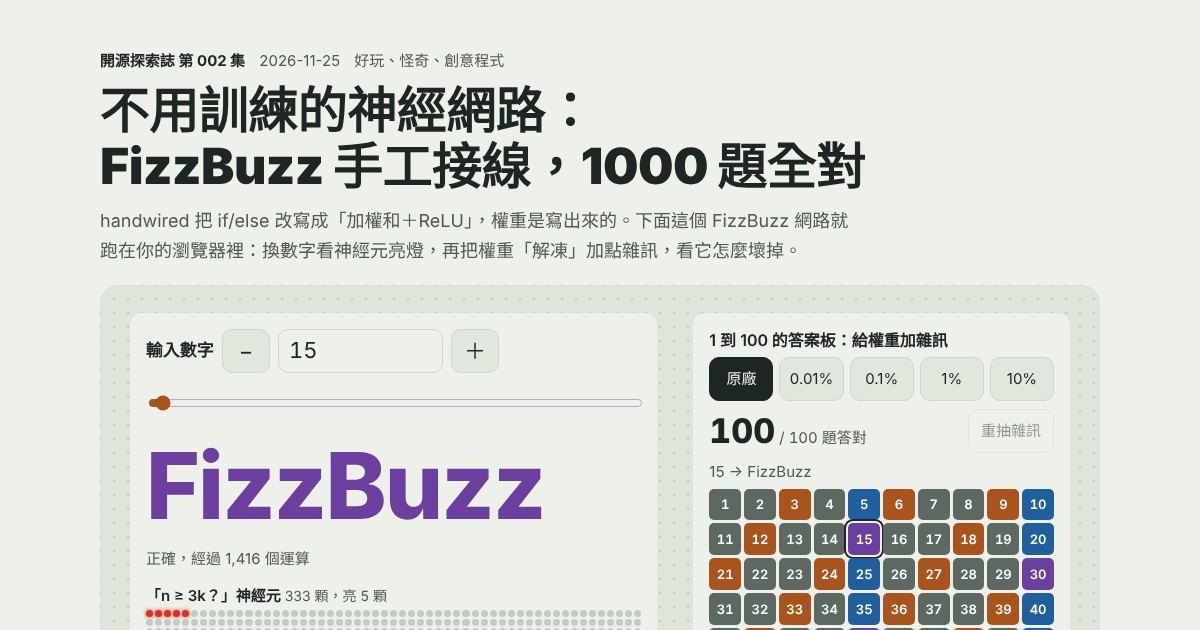 開源探索誌 第 002 集 2026-11-25 好玩、怪奇、創意程式
不用訓練的神經網路：
FizzBuzz 手工接線，1000 題全對
handwired 把 if/else 改寫成「加權和＋ReLU」，權重是寫出來的。下面這個 FizzBuzz 網路就
跑在你的瀏覽器裡：換數字看神經元亮燈，再把權重「解凍」加點雜訊，看它怎麼壞掉。
輸入數字 − 15 +
FizzBuzz
正確，經過 1,416 個運算
「n ≥ 3k？」神經元 333 顆，亮 5 顆
1 到 100 的答案板：給權重加雜訊
原廠 0.01% 0.1% 1% 10%
100 / 100 題答對 重抽雜訊
15 → FizzBuzz
1 2 3 4 5 6 7 8 9 10
11 12 13 14 15 16 17 18 19 20
21 22 23 24 25 26 27 28 29 30
31 32 33 34 35 36 37 38 39 40